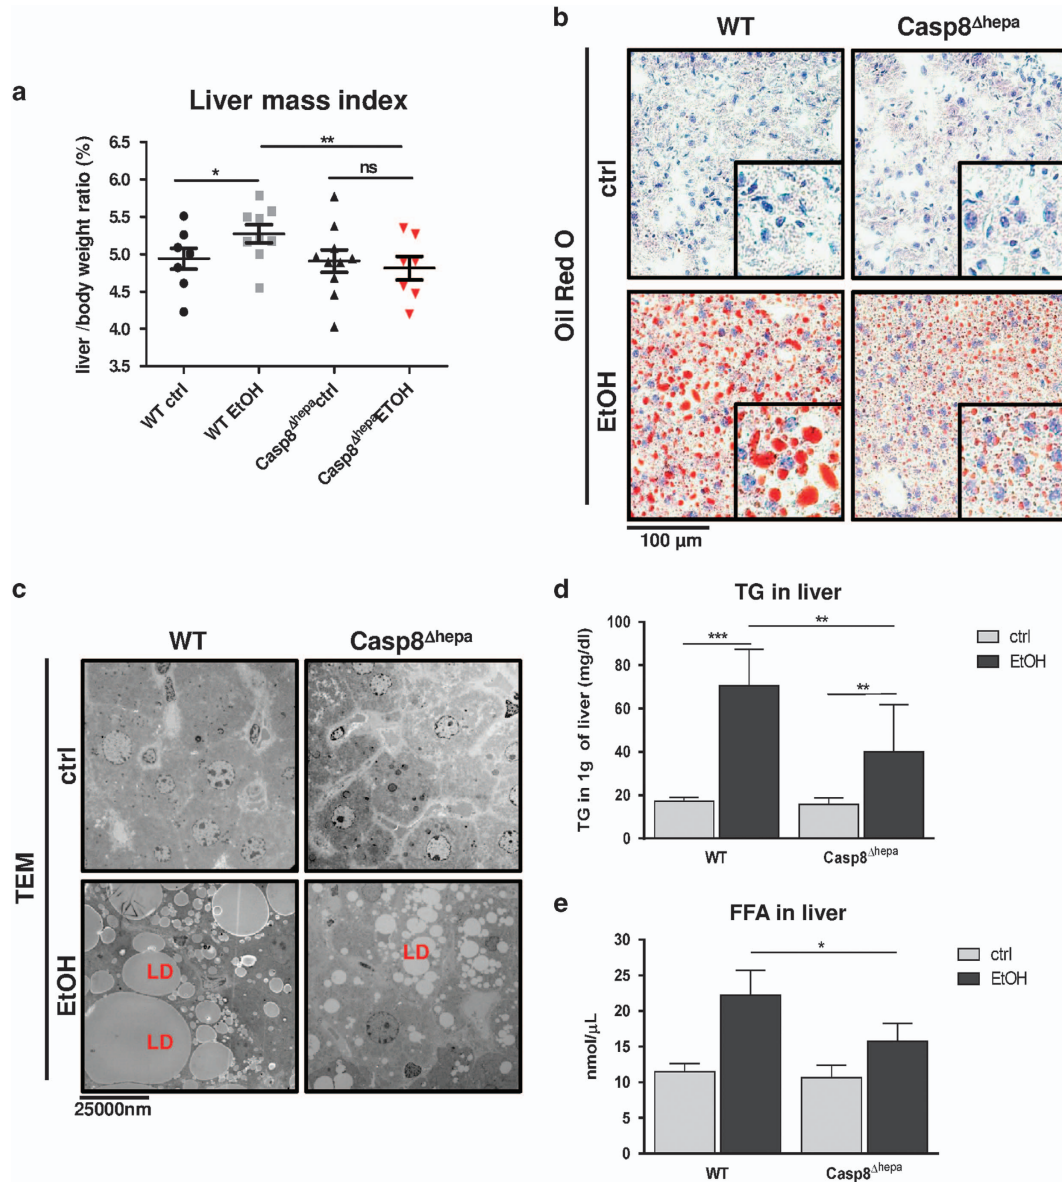 a
Liver mass index
liver /body weight ratio (%)
6.5
6.0
5.5
5.0
4.5
4.0
3.5
*
**
ns
WT ctrl
WT EtOH
Casp8Δhepa ctrl
Casp8Δhepa ETOH
b
WT
Casp8Δhepa
Oil Red O
ctrl
EtOH
100 µm
c
WT
Casp8Δhepa
TEM
ctrl
EtOH
LD
LD
LD
25000nm
d
TG in liver
TG in 1g of liver (mg/dl)
100
80
60
40
20
0
***
**
**
WT
Casp8Δhepa
ctrl
EtOH
e
FFA in liver
nmol/µL
30
25
20
15
10
5
0
*
WT
Casp8Δhepa
ctrl
EtOH